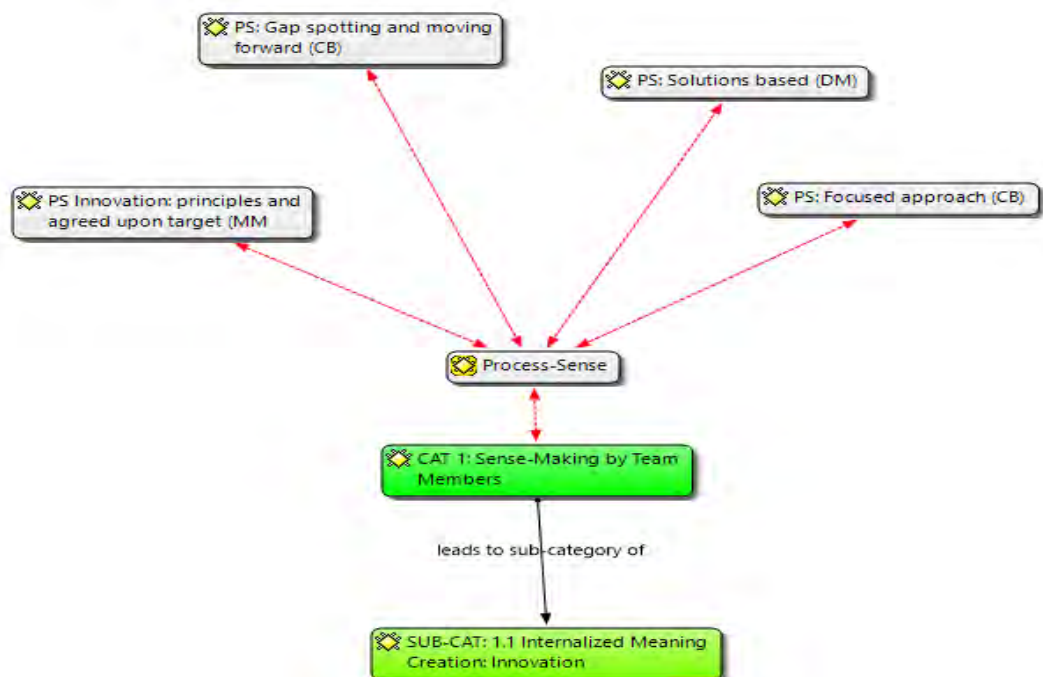 PS: Gap spotting and moving
forward (CB)
PS: Solutions based (DM)
PS Innovation: principles and
agreed upon target (MM
PS: Focused approach (CB)
Process-Sense
CAT 1: Sense-Making by Team
Members
leads to sub-category of
SUB-CAT: 1.1 Internalized Meaning
Creation: Innovation